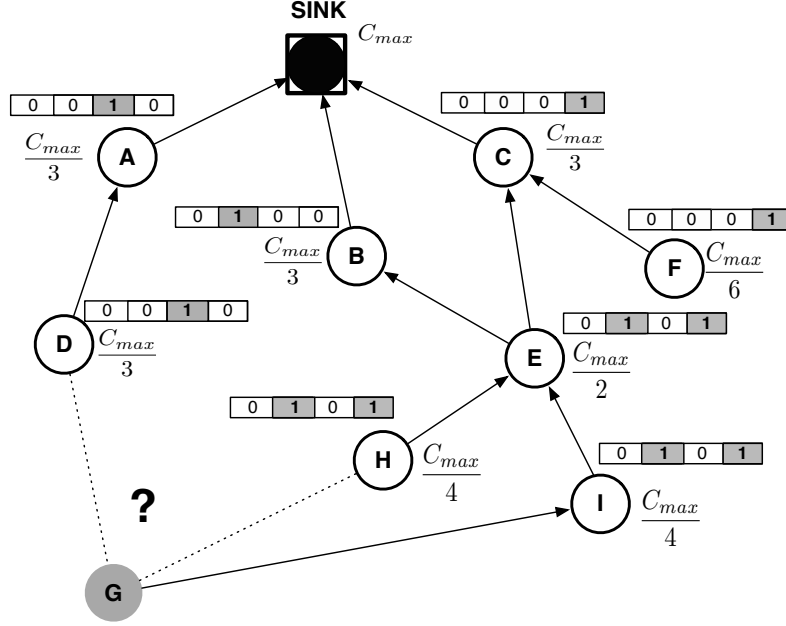 SINK
C_max
0 0 1 0
A
C_max/3
0 0 0 1
C
C_max/3
0 1 0 0
B
C_max/3
0 0 0 1
F
C_max/6
0 0 1 0
D
C_max/3
0 1 0 1
E
C_max/2
0 1 0 1
H
C_max/4
0 1 0 1
I
C_max/4
?
G